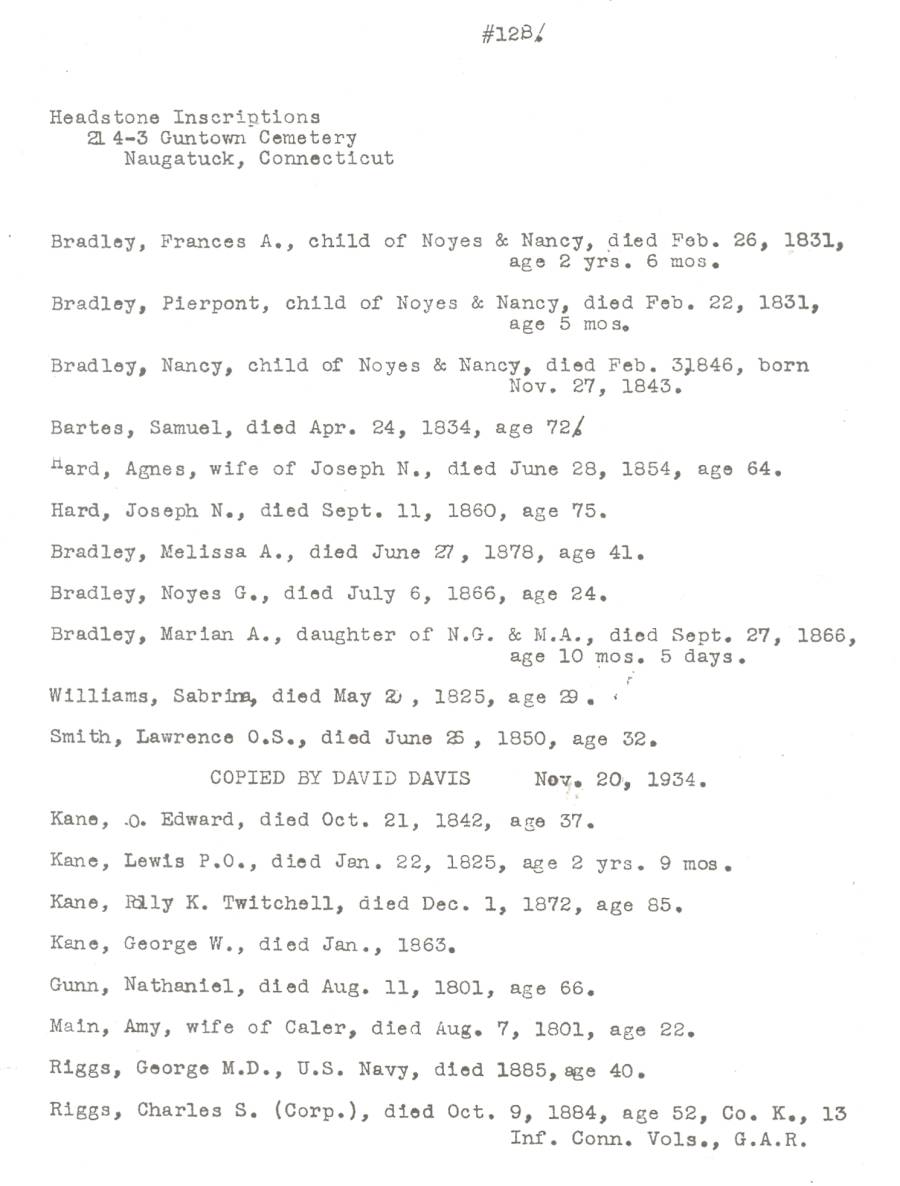 #128
Headstone Inscriptions
214-3 Guntown Cemetery
Naugatuck, Connecticut
Bradley, Frances A., child of Noyes & Nancy, died Feb. 26, 1831,
age 2 yrs. 6 mos.
Bradley, Pierpont, child of Noyes & Nancy, died Feb. 22, 1831,
age 5 mos.
Bradley, Nancy, child of Noyes & Nancy, died Feb. 3,1846, born
Nov. 27, 1843.
Bartes, Samuel, died Apr. 24, 1834, age 72.
Hard, Agnes, wife of Joseph N., died June 28, 1854, age 64.
Hard, Joseph N., died Sept. 11, 1860, age 75.
Bradley, Melissa A., died June 27, 1878, age 41.
Bradley, Noyes G., died July 6, 1866, age 24.
Bradley, Marian A., daughter of N.G. & M.A., died Sept. 27, 1866,
age 10 mos. 5 days.
Williams, Sabrina, died May , 1825, age 29.
Smith, Lawrence O.S., died June , 1850, age 32.
COPIED BY DAVID DAVIS Nov. 20, 1934.
Kane, .O. Edward, died Oct. 21, 1842, age 37.
Kane, Lewis P.O., died Jan. 22, 1825, age 2 yrs. 9 mos.
Kane, K. Twitchell, died Dec. 1, 1872, age 85.
Kane, George W., died Jan., 1863.
Gunn, Nathaniel, died Aug. 11, 1801, age 66.
Main, Amy, wife of Caler, died Aug. 7, 1801, age 22.
Riggs, George M.D., U.S. Navy, died 1885, age 40.
Riggs, Charles S. (Corp.), died Oct. 9, 1884, age 52, Co. K., 13
Inf. Conn. Vols., G.A.R.